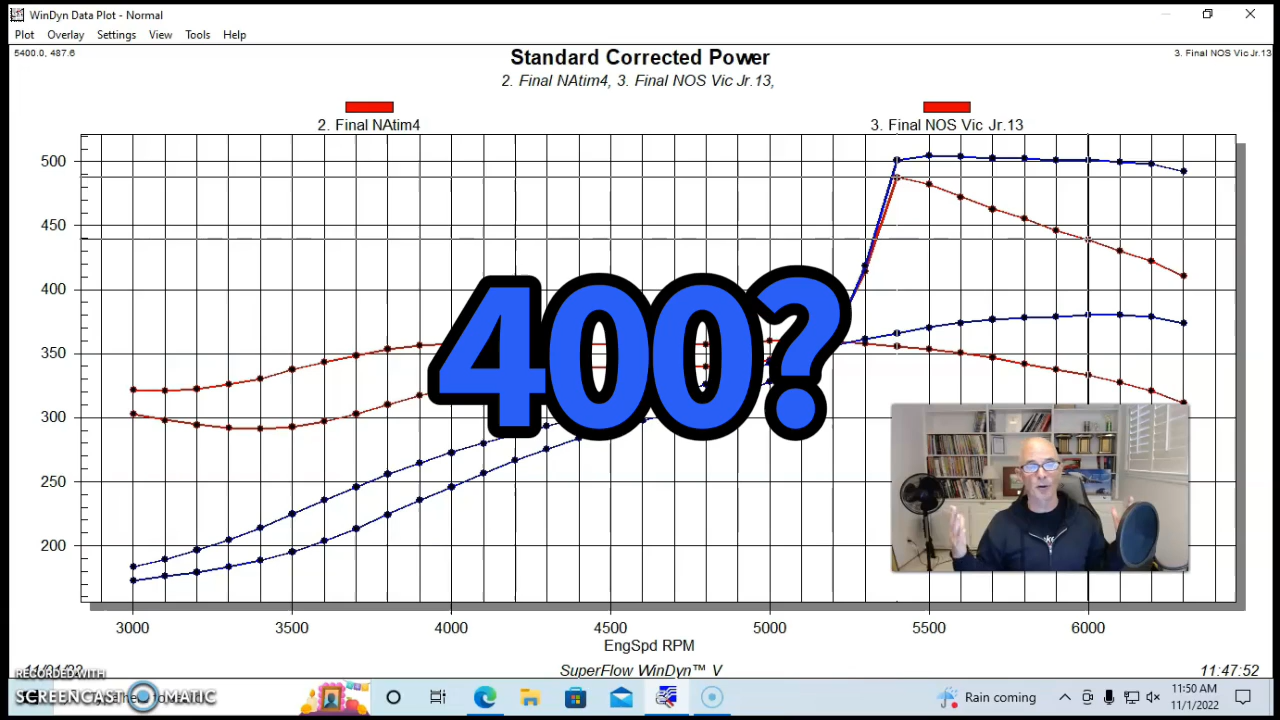 WinDyn Data Plot - Normal
Plot Overlay Settings View Tools Help
5400.0, 487.6
3. Final NOS Vic Jr.13
Standard Corrected Power
2. Final NAtim4, 3. Final NOS Vic Jr.13,
2. Final NAtim4
3. Final NOS Vic Jr.13
500
450
400
350
300
250
200
400?
3000 3500 4000 4500 5000 5500 6000
EngSpd RPM
SuperFlow WinDyn™ V
11:47:52
RECORDED WITH
SCREENCAST MATIC
Rain coming
11:50 AM
11/1/2022